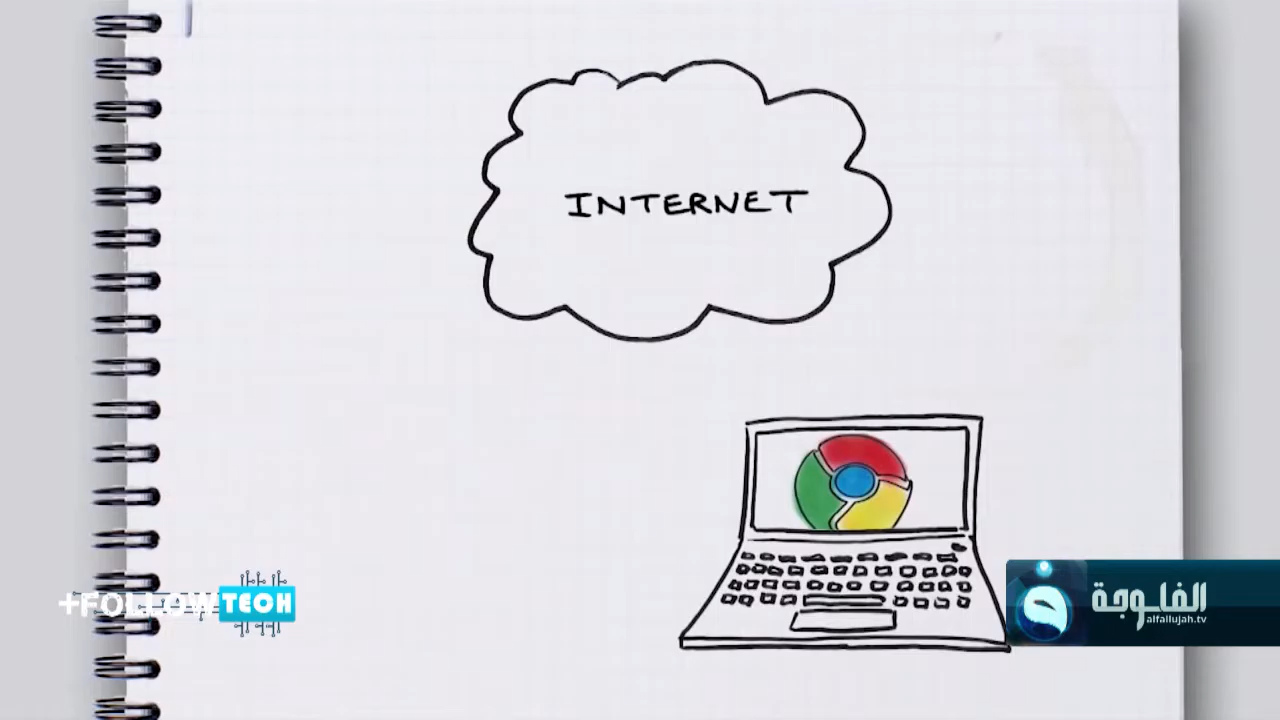 INTERNET
+FOLLOW TECH
الفلوجة
alfallujah.tv